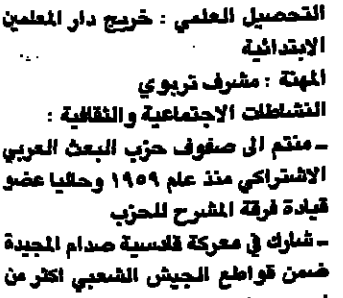 التحصيل العلمي : خريج دار المعلمين
الابتدائية
المهنة : مشرف تربوي
النشاطات الاجتماعية والثقافية :
ـ منتم الى صفوف حزب البعث العربي
الاشتراكي منذ عام ١٩٥٩ وحاليا عضو
قيادة فرقة المشرح للحزب
ـ شارك في معركة قادسية صدام المجيدة
ضمن قواطع الجيش الشعبي اكثر من